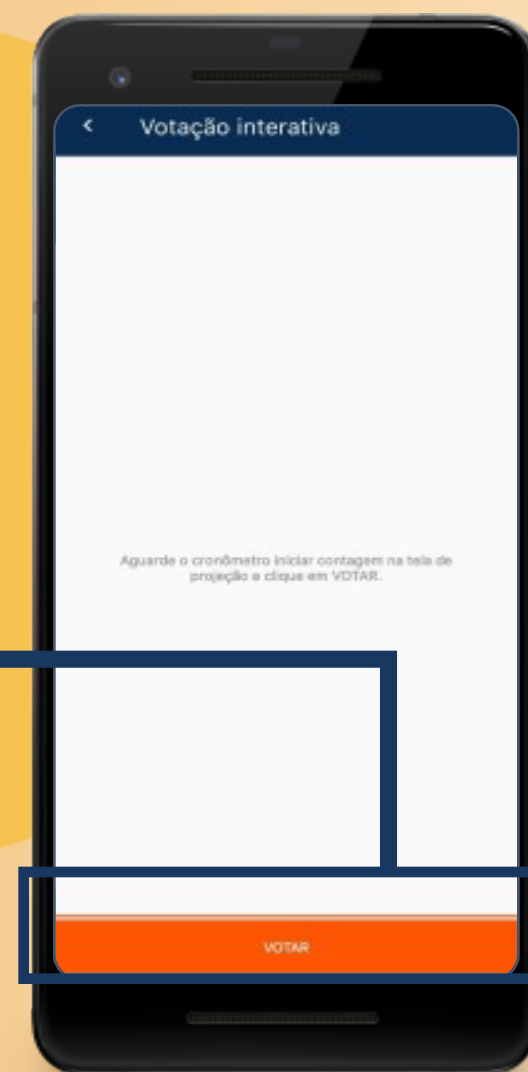 Votação interativa
Aguarde o cronômetro iniciar contagem na tela de
projeção e clique em VOTAR.
VOTAR